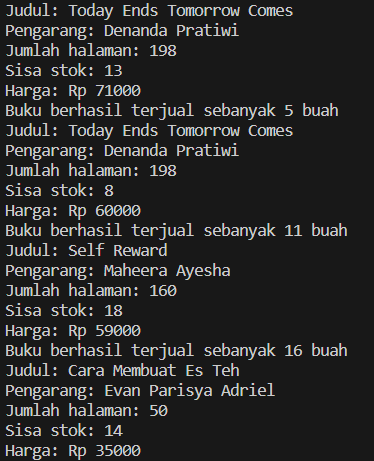 Judul: Today Ends Tomorrow Comes
Pengarang: Denanda Pratiwi
Jumlah halaman: 198
Sisa stok: 13
Harga: Rp 71000
Buku berhasil terjual sebanyak 5 buah
Judul: Today Ends Tomorrow Comes
Pengarang: Denanda Pratiwi
Jumlah halaman: 198
Sisa stok: 8
Harga: Rp 60000
Buku berhasil terjual sebanyak 11 buah
Judul: Self Reward
Pengarang: Maheera Ayesha
Jumlah halaman: 160
Sisa stok: 18
Harga: Rp 59000
Buku berhasil terjual sebanyak 16 buah
Judul: Cara Membuat Es Teh
Pengarang: Evan Parisya Adriel
Jumlah halaman: 50
Sisa stok: 14
Harga: Rp 35000